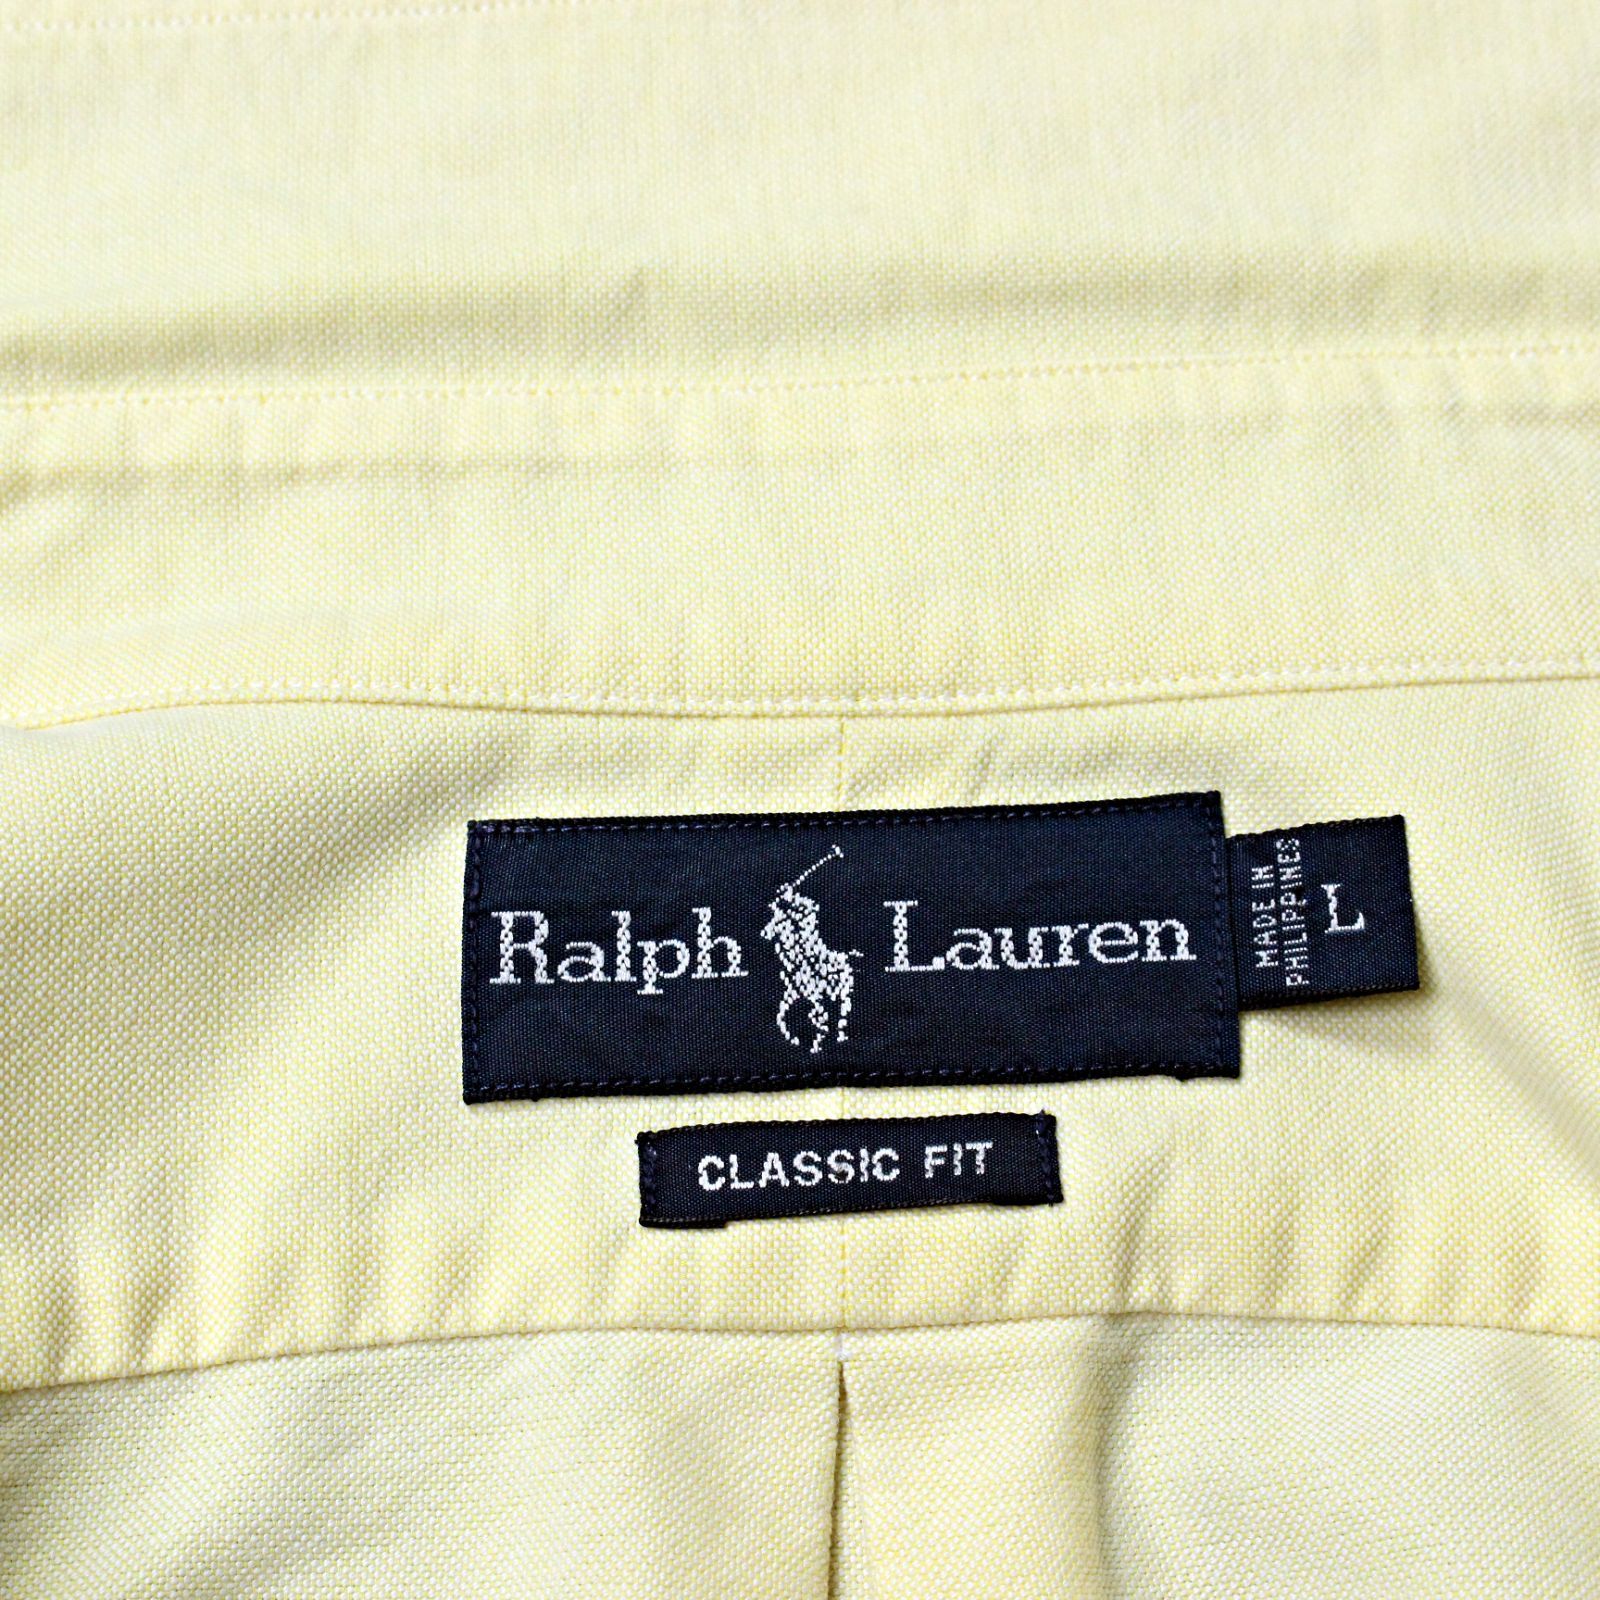 Ralph Lauren
MADE IN
PHILIPPINES
L
CLASSIC FIT